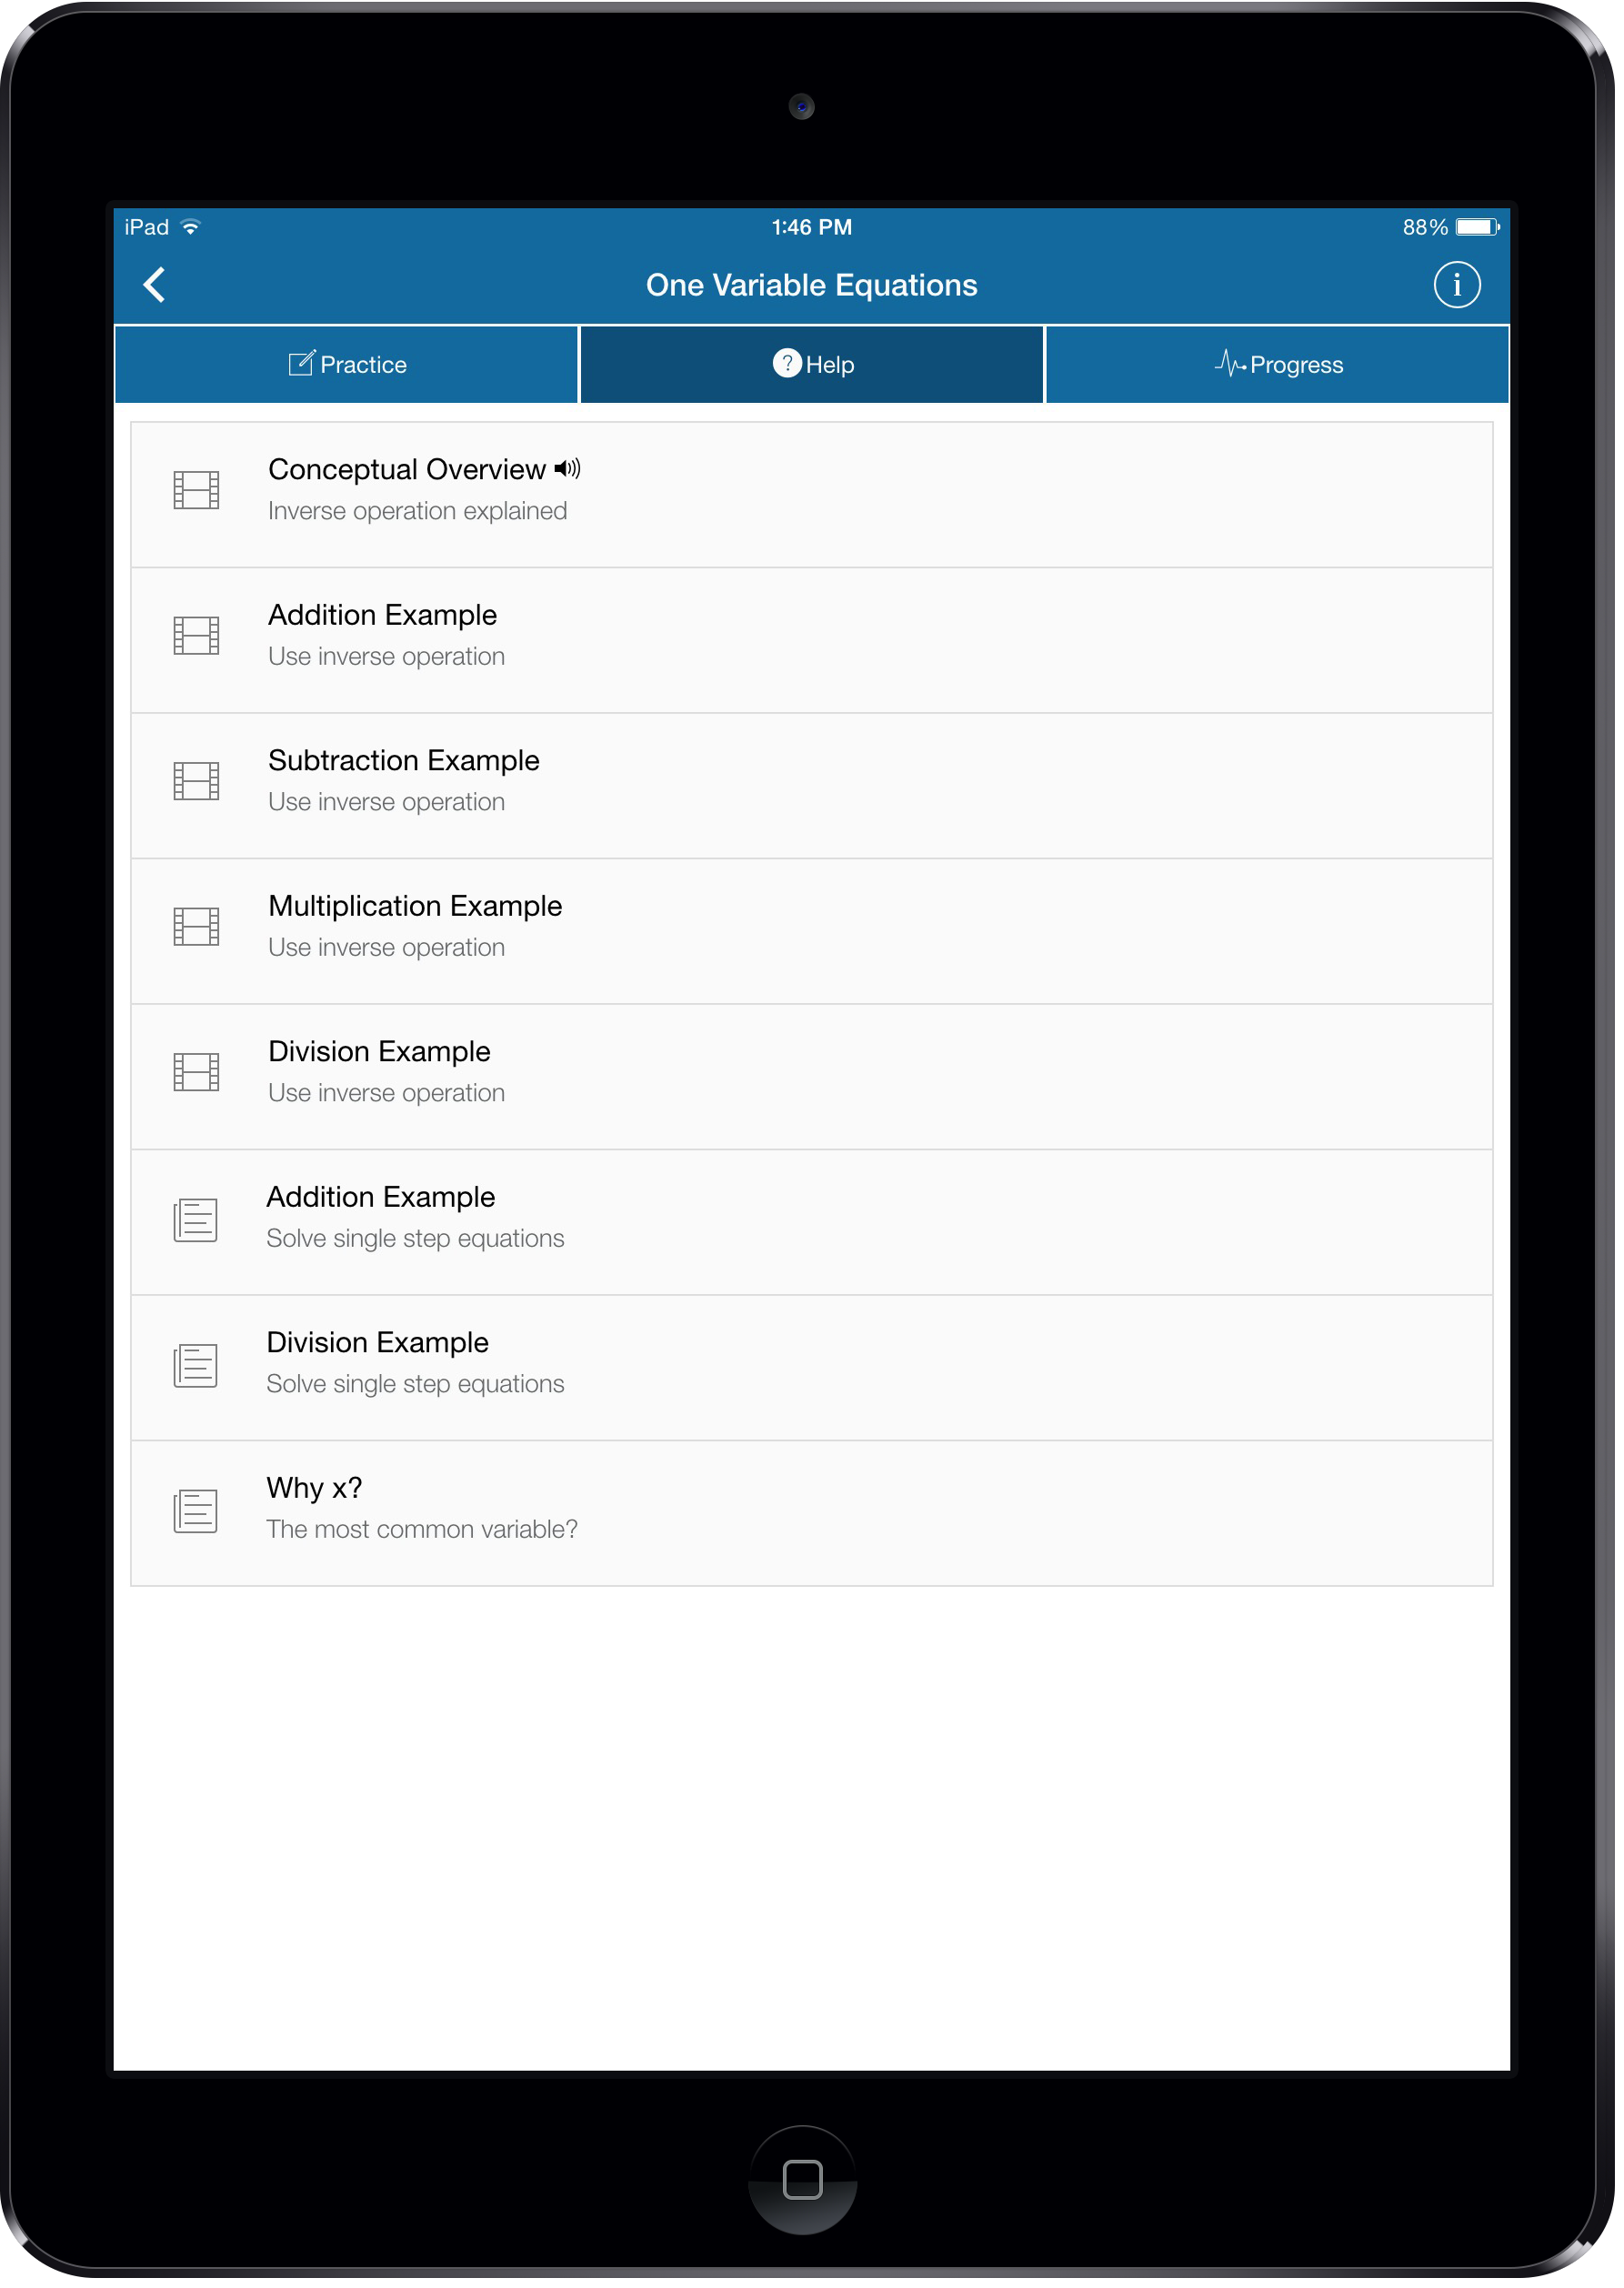 iPad 1:46 PM 88%
One Variable Equations i
Practice ? Help Progress
Conceptual Overview
Inverse operation explained
Addition Example
Use inverse operation
Subtraction Example
Use inverse operation
Multiplication Example
Use inverse operation
Division Example
Use inverse operation
Addition Example
Solve single step equations
Division Example
Solve single step equations
Why x?
The most common variable?